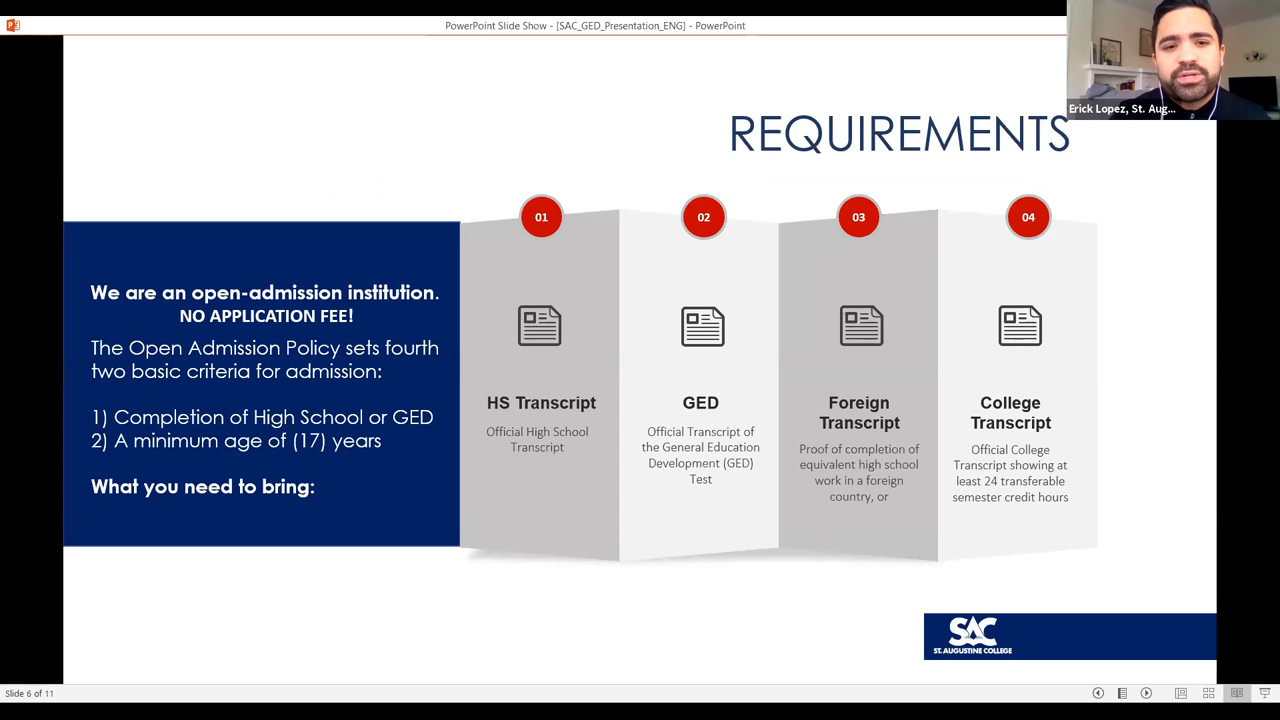 PowerPoint Slide Show - [SAC_GED_Presentation_ENG] - PowerPoint
Erick Lopez, St. Aug...
REQUIREMENTS
We are an open-admission institution.
NO APPLICATION FEE!
The Open Admission Policy sets fourth
two basic criteria for admission:
1) Completion of High School or GED
2) A minimum age of (17) years
What you need to bring:
01
HS Transcript
Official High School
Transcript
02
GED
Official Transcript of
the General Education
Development (GED)
Test
03
Foreign
Transcript
Proof of completion of
equivalent high school
work in a foreign
country, or
04
College
Transcript
Official College
Transcript showing at
least 24 transferable
semester credit hours
SAC
ST. AUGUSTINE COLLEGE
Slide 6 of 11